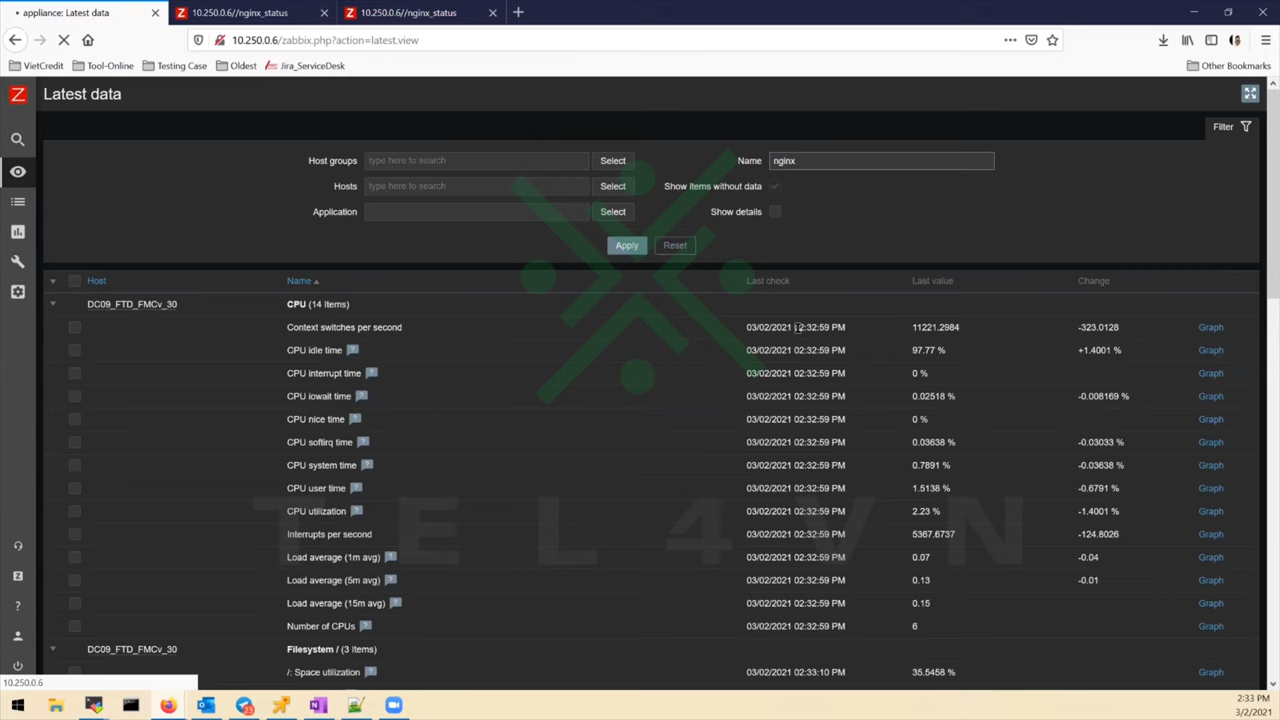 appliance: Latest data
10.250.0.6//nginx_status
10.250.0.6//nginx_status
10.250.0.6/zabbix.php?action=latest.view
VietCredit Tool-Online Testing Case Oldest Jira_ServiceDesk Other Bookmarks
Z Latest data
Filter
Host groups type here to search Select Name nginx
Hosts type here to search Select Show items without data
Application Select Show details
Apply Reset
Host Name Last check Last value Change
DC09_FTD_FMCv_30 CPU (14 Items)
Context switches per second 03/02/2021 02:32:59 PM 11221.2984 -323.0128 Graph
CPU idle time ? 03/02/2021 02:32:59 PM 97.77 % +1.4001 % Graph
CPU interrupt time ? 03/02/2021 02:32:59 PM 0 % Graph
CPU iowait time ? 03/02/2021 02:32:59 PM 0.02518 % -0.008169 % Graph
CPU nice time ? 03/02/2021 02:32:59 PM 0 % Graph
CPU softirq time ? 03/02/2021 02:32:59 PM 0.03638 % -0.03033 % Graph
CPU system time ? 03/02/2021 02:32:59 PM 0.7891 % -0.03638 % Graph
CPU user time ? 03/02/2021 02:32:59 PM 1.5138 % -0.6791 % Graph
CPU utilization ? 03/02/2021 02:32:59 PM 2.23 % -1.4001 % Graph
TEL4VN
Interrupts per second 03/02/2021 02:32:59 PM 5367.6737 -124.8026 Graph
Load average (1m avg) ? 03/02/2021 02:32:59 PM 0.07 -0.04 Graph
Load average (5m avg) ? 03/02/2021 02:32:59 PM 0.13 -0.01 Graph
Load average (15m avg) ? 03/02/2021 02:32:59 PM 0.15 Graph
Number of CPUs ? 03/02/2021 02:32:59 PM 6 Graph
DC09_FTD_FMCv_30 Filesystem / (3 Items)
/: Space utilization ? 03/02/2021 02:33:10 PM 35.5458 % Graph
10.250.0.6
2:33 PM
3/2/2021